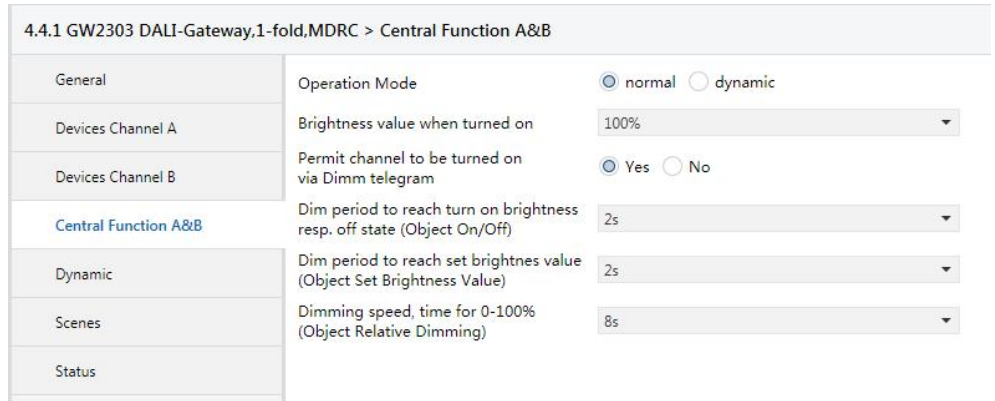 4.4.1 GW2303 DALI-Gateway,1-fold,MDRC > Central Function A&B
General
Devices Channel A
Devices Channel B
Central Function A&B
Dynamic
Scenes
Status
Operation Mode
normal dynamic
Brightness value when turned on
100%
Permit channel to be turned on
via Dimm telegram
Yes No
Dim period to reach turn on brightness
resp. off state (Object On/Off)
2s
Dim period to reach set brightnes value
(Object Set Brightness Value)
2s
Dimming speed, time for 0-100%
(Object Relative Dimming)
8s